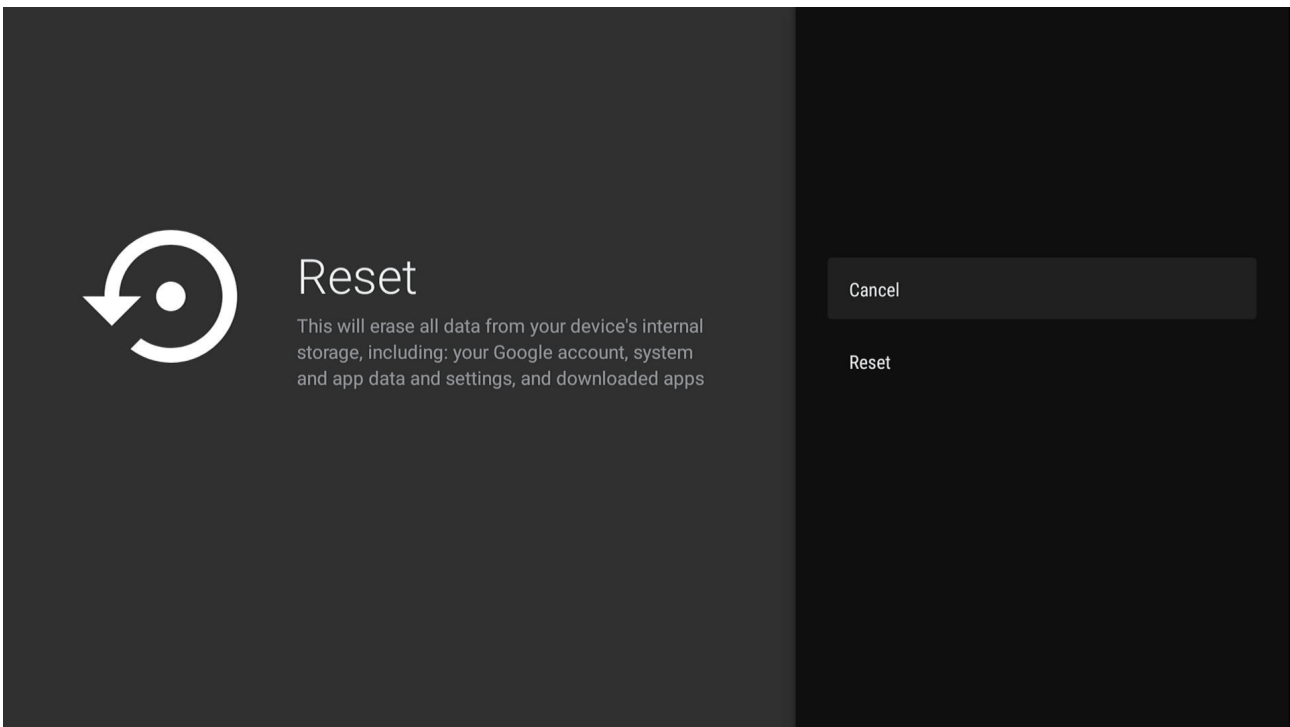 Reset
This will erase all data from your device's internal
storage, including: your Google account, system
and app data and settings, and downloaded apps
Cancel
Reset